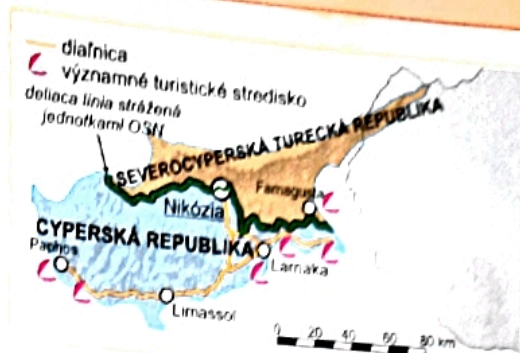 diaľnica
významné turistické stredisko
deliaca línia strážená
jednotkami OSN
SEVEROCYPERSKÁ TURECKÁ REPUBLIKA
Famagusta
Nikózia
CYPERSKÁ REPUBLIKA
Paphos
Larnaka
Limassol
0 20 40 60 80 km